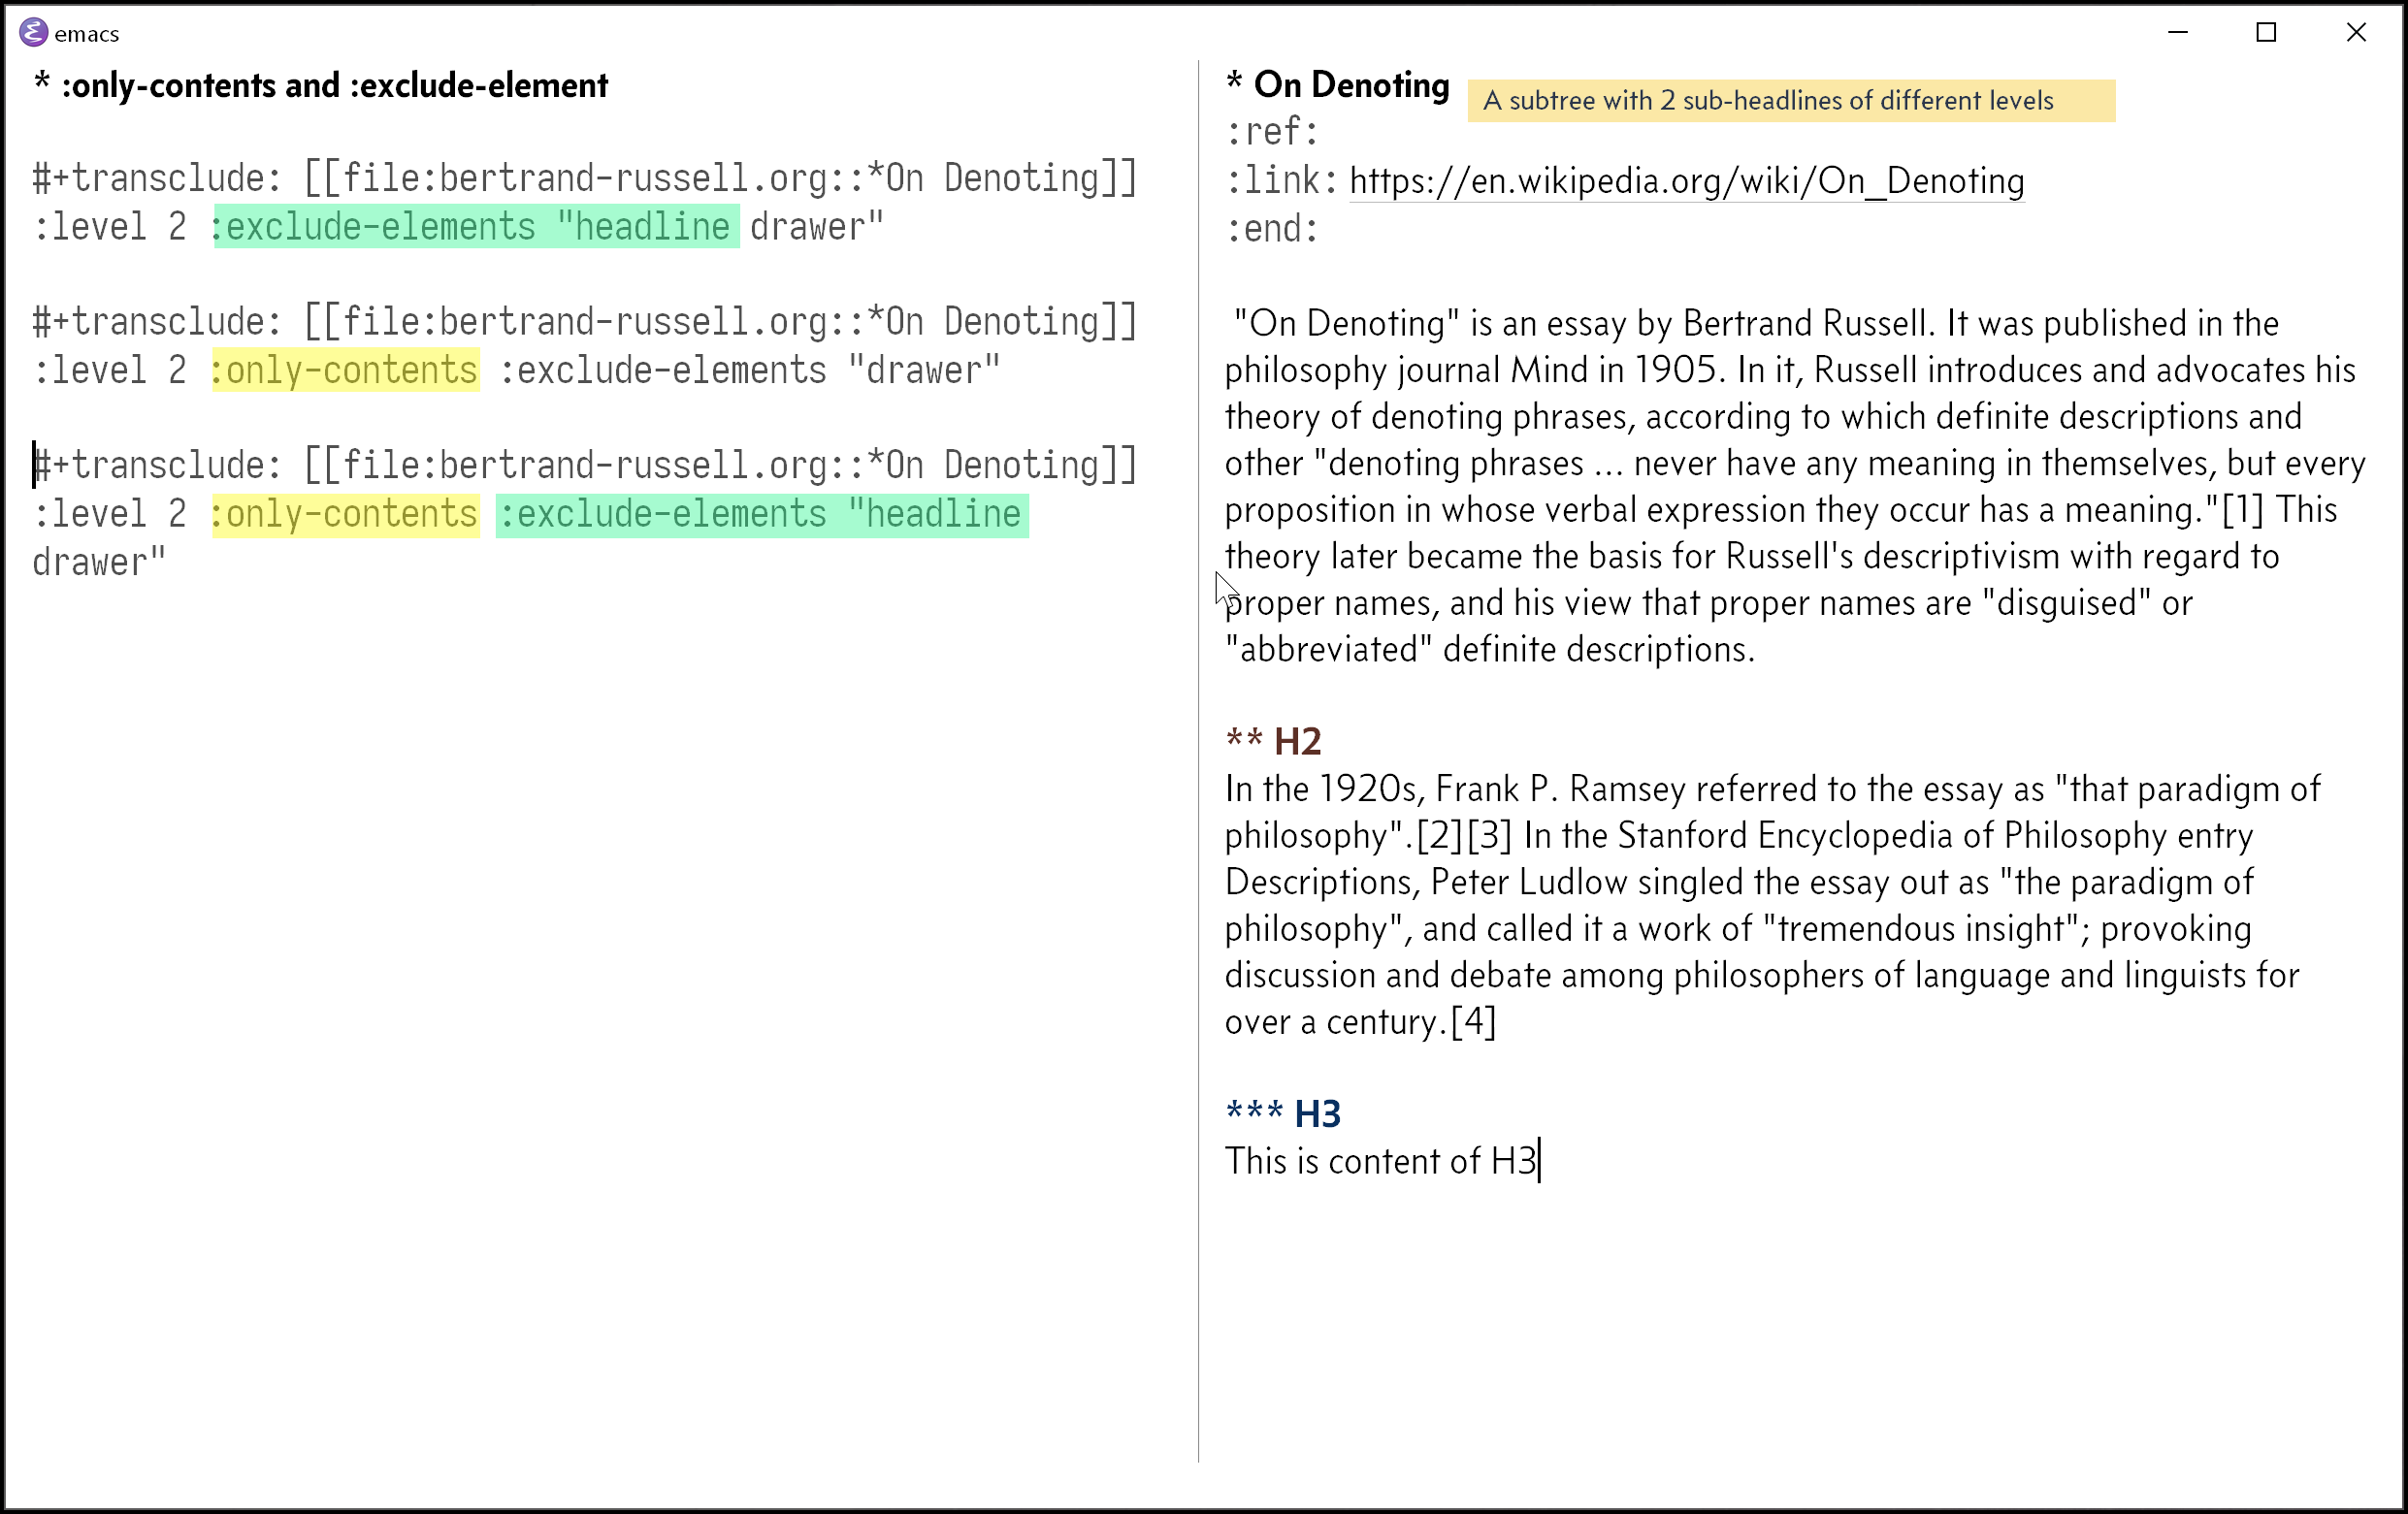 emacs
* :only-contents and :exclude-element
#+transclude: [[file:bertrand-russell.org::*On Denoting]]
:level 2 :exclude-elements "headline drawer"
#+transclude: [[file:bertrand-russell.org::*On Denoting]]
:level 2 :only-contents :exclude-elements "drawer"
#+transclude: [[file:bertrand-russell.org::*On Denoting]]
:level 2 :only-contents :exclude-elements "headline
drawer"
* On Denoting
A subtree with 2 sub-headlines of different levels
:ref:
:link: https://en.wikipedia.org/wiki/On_Denoting
:end:
"On Denoting" is an essay by Bertrand Russell. It was published in the
philosophy journal Mind in 1905. In it, Russell introduces and advocates his
theory of denoting phrases, according to which definite descriptions and
other "denoting phrases ... never have any meaning in themselves, but every
proposition in whose verbal expression they occur has a meaning."[1] This
theory later became the basis for Russell's descriptivism with regard to
proper names, and his view that proper names are "disguised" or
"abbreviated" definite descriptions.
** H2
In the 1920s, Frank P. Ramsey referred to the essay as "that paradigm of
philosophy".[2][3] In the Stanford Encyclopedia of Philosophy entry
Descriptions, Peter Ludlow singled the essay out as "the paradigm of
philosophy", and called it a work of "tremendous insight"; provoking
discussion and debate among philosophers of language and linguists for
over a century.[4]
*** H3
This is content of H3